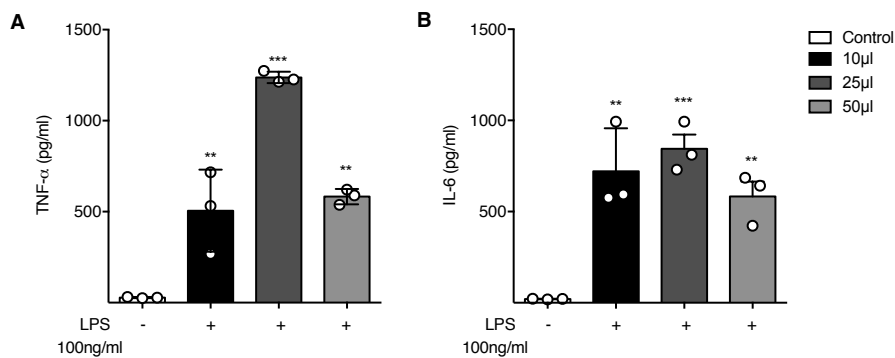 A
B
1500
1000
500
TNF-α (pg/ml)
**
***
**
LPS
-
+
+
+
100ng/ml
1500
1000
500
IL-6 (pg/ml)
**
***
**
LPS
-
+
+
+
100ng/ml
Control
10µl
25µl
50µl